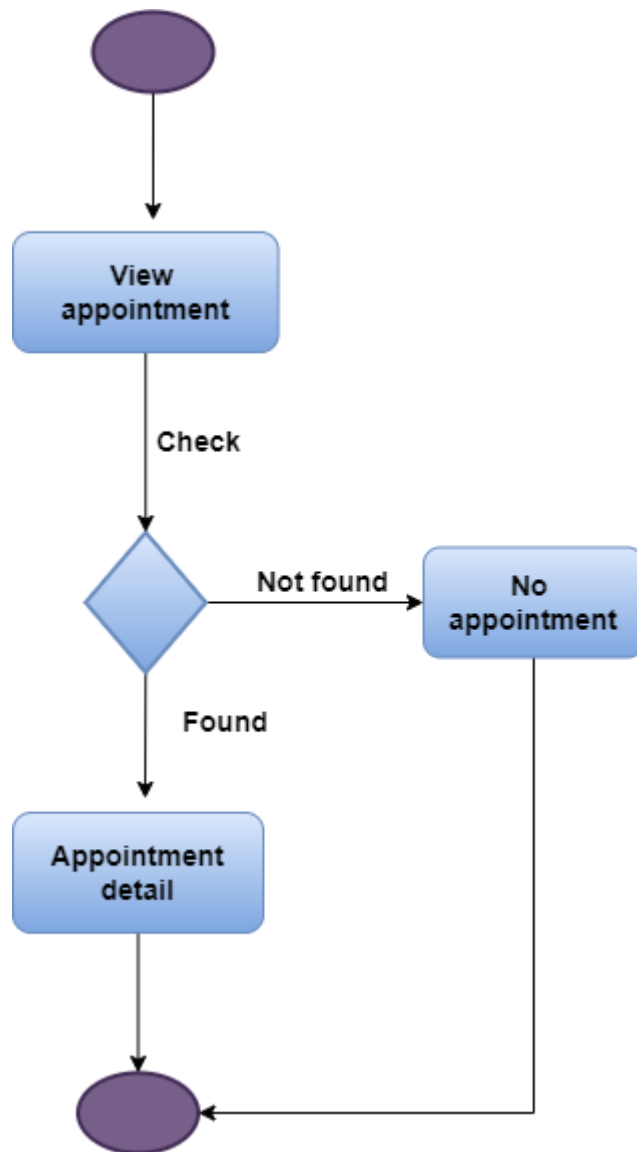 View
appointment
Check
Not found
No
appointment
Found
Appointment
detail